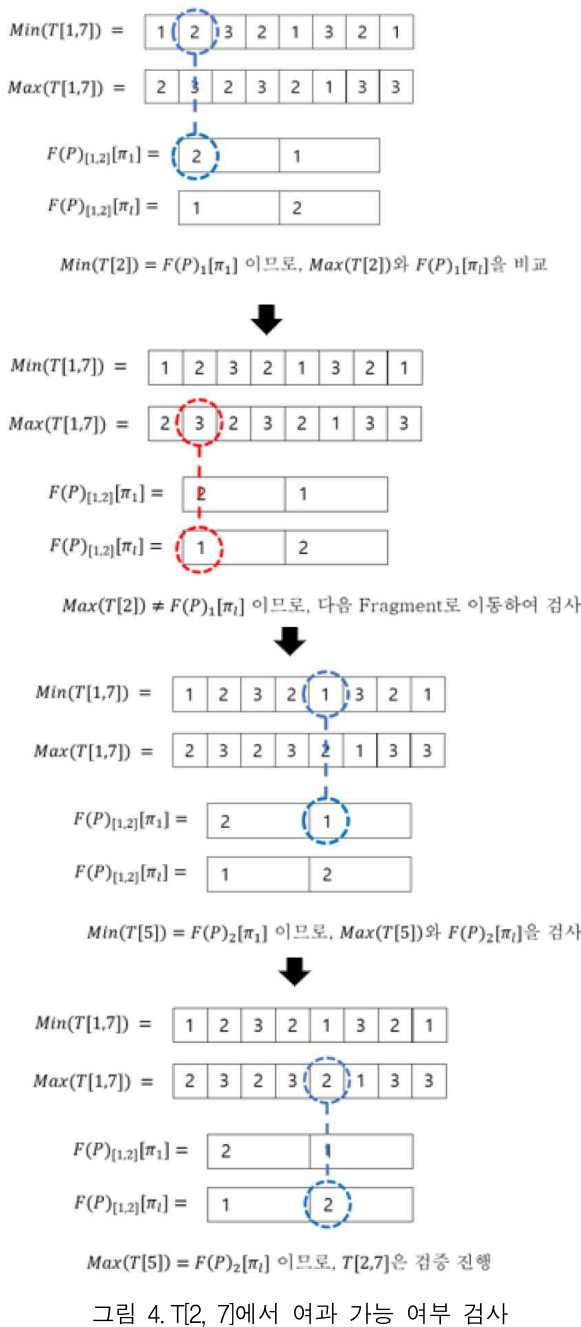 Min(T[1,7]) = 1 2 3 2 1 3 2 1
Max(T[1,7]) = 2 3 2 3 2 1 3 3
F(P)[1,2][π1] = 2 1
F(P)[1,2][πl] = 1 2
Min(T[2]) = F(P)1[π1] 이므로, Max(T[2])와 F(P)1[πl]을 비교
Min(T[1,7]) = 1 2 3 2 1 3 2 1
Max(T[1,7]) = 2 3 2 3 2 1 3 3
F(P)[1,2][π1] = 2 1
F(P)[1,2][πl] = 1 2
Max(T[2]) ≠ F(P)1[πl] 이므로, 다음 Fragment로 이동하여 검사
Min(T[1,7]) = 1 2 3 2 1 3 2 1
Max(T[1,7]) = 2 3 2 3 2 1 3 3
F(P)[1,2][π1] = 2 1
F(P)[1,2][πl] = 1 2
Min(T[5]) = F(P)2[π1] 이므로, Max(T[5])와 F(P)2[πl]을 검사
Min(T[1,7]) = 1 2 3 2 1 3 2 1
Max(T[1,7]) = 2 3 2 3 2 1 3 3
F(P)[1,2][π1] = 2 1
F(P)[1,2][πl] = 1 2
Max(T[5]) = F(P)2[πl] 이므로, T[2,7]은 검증 진행
그림 4. T[2, 7]에서 여과 가능 여부 검사